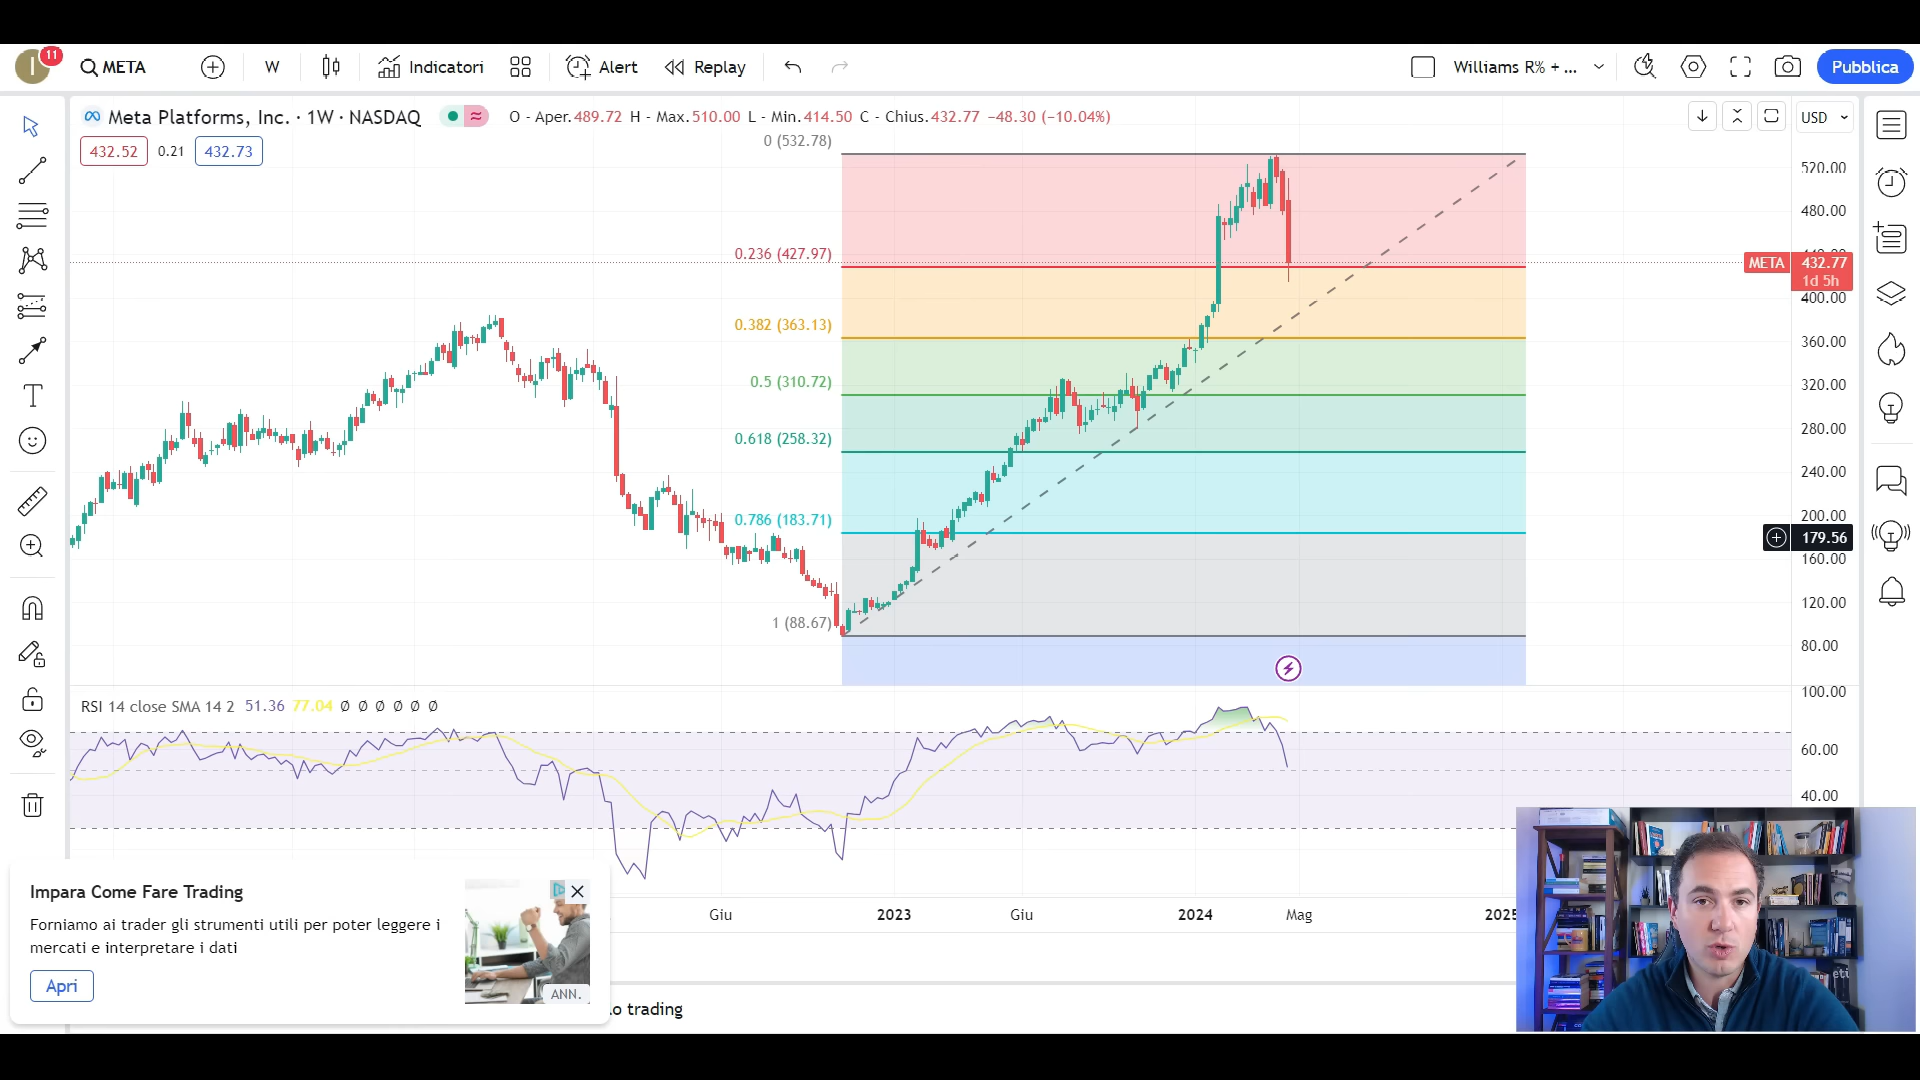 I
11
META
W
Indicatori
Alert
Replay
Williams R% + ...
Pubblica
Meta Platforms, Inc. · 1W · NASDAQ
O - Aper.489.72 H - Max.510.00 L - Min.414.50 C - Chius.432.77 −48.30 (−10.04%)
USD
432.52
0.21
432.73
0 (532.78)
0.236 (427.97)
0.382 (363.13)
0.5 (310.72)
0.618 (258.32)
0.786 (183.71)
1 (88.67)
520.00
480.00
META
432.77
1d 5h
400.00
360.00
320.00
280.00
240.00
200.00
179.56
160.00
120.00
80.00
RSI 14 close SMA 14 2 51.36 77.04 Ø Ø Ø Ø Ø Ø
100.00
60.00
40.00
Giu
2023
Giu
2024
Mag
2025
Impara Come Fare Trading
Forniamo ai trader gli strumenti utili per poter leggere i
mercati e interpretare i dati
Apri
ANN.
trading